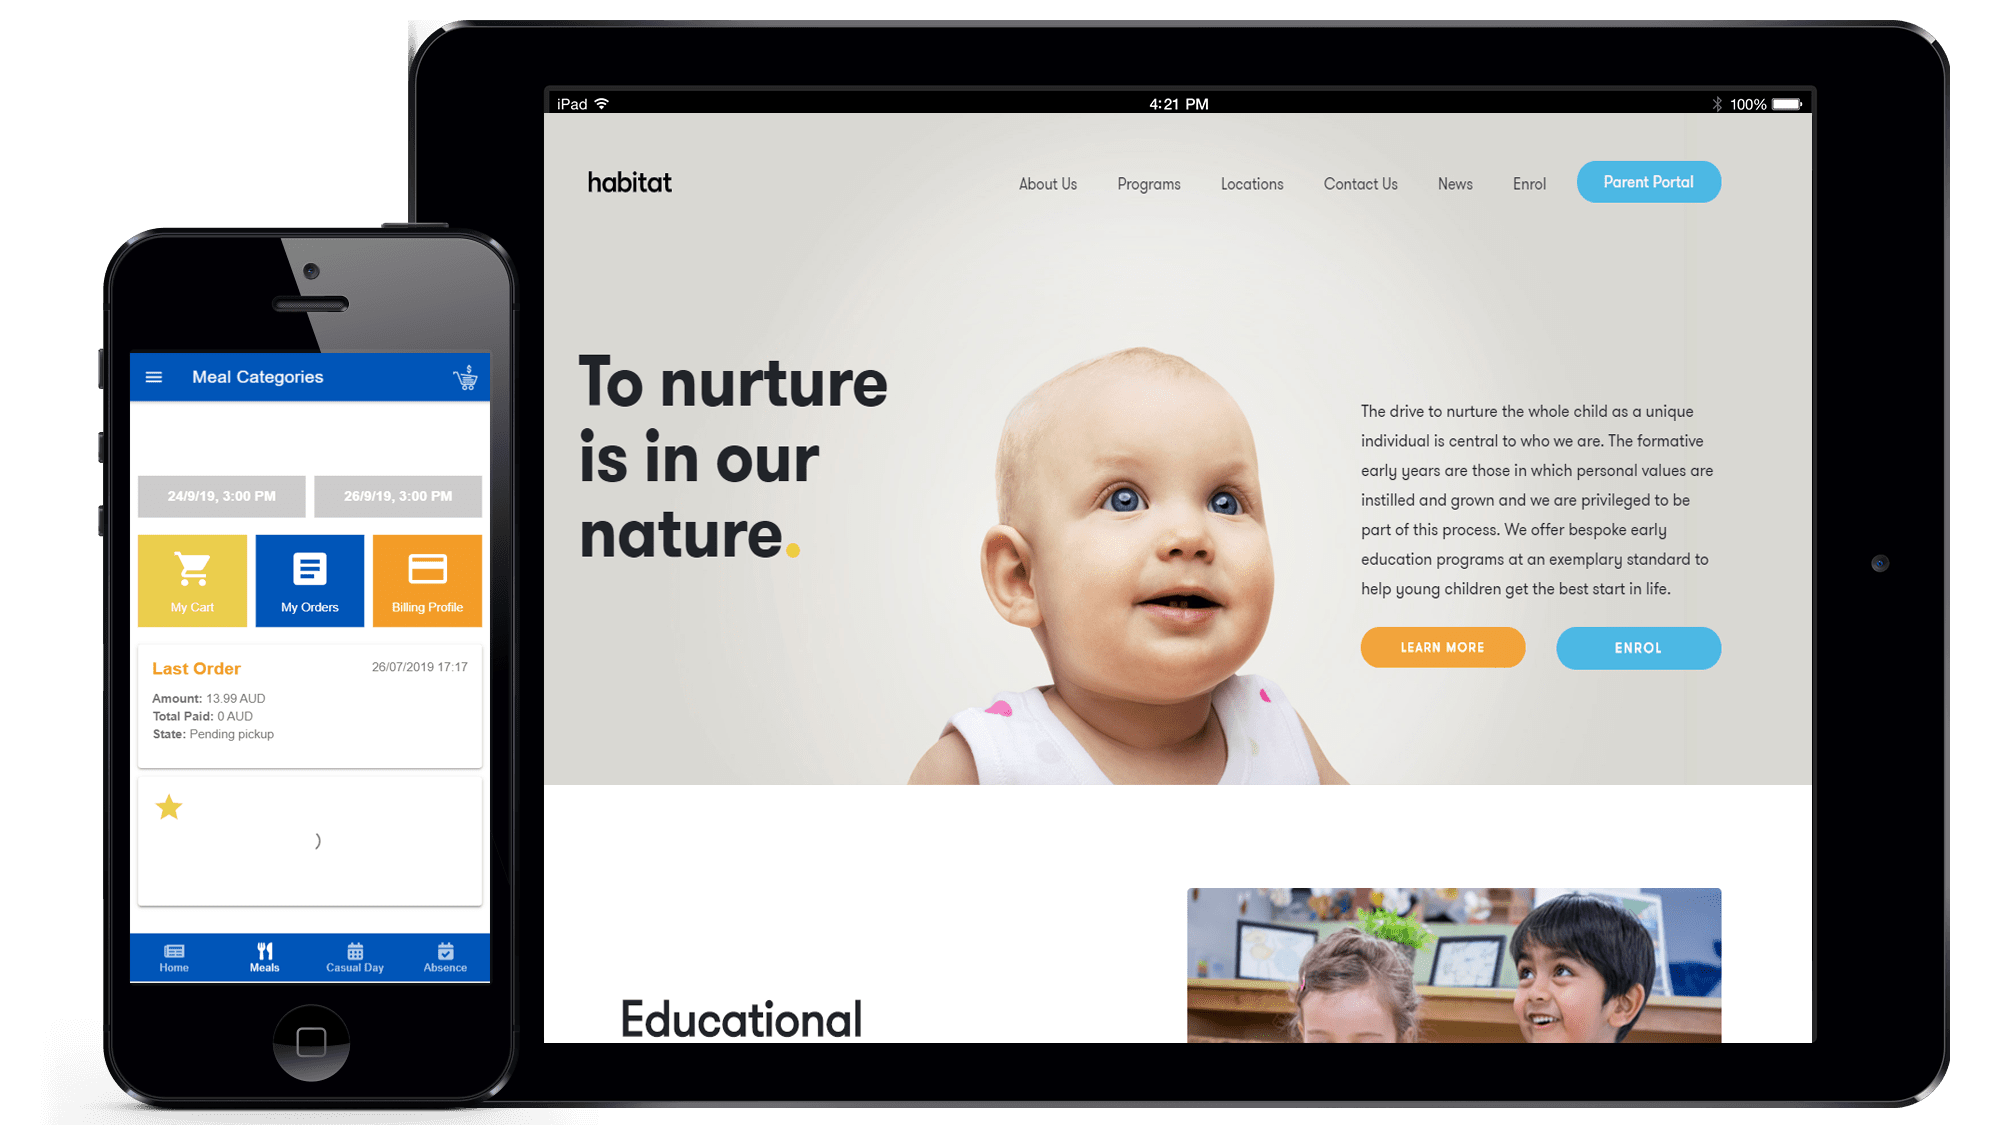 iPad
4:21 PM
100%
habitat
About Us
Programs
Locations
Contact Us
News
Enrol
Parent Portal
To nurture
is in our
nature.
The drive to nurture the whole child as a unique
individual is central to who we are. The formative
early years are those in which personal values are
instilled and grown and we are privileged to be
part of this process. We offer bespoke early
education programs at an exemplary standard to
help young children get the best start in life.
LEARN MORE
ENROL
Educational
Meal Categories
24/9/19, 3:00 PM
26/9/19, 3:00 PM
My Cart
My Orders
Billing Profile
Last Order
26/07/2019 17:17
Amount: 13.99 AUD
Total Paid: 0 AUD
State: Pending pickup
Home
Meals
Casual Day
Absence